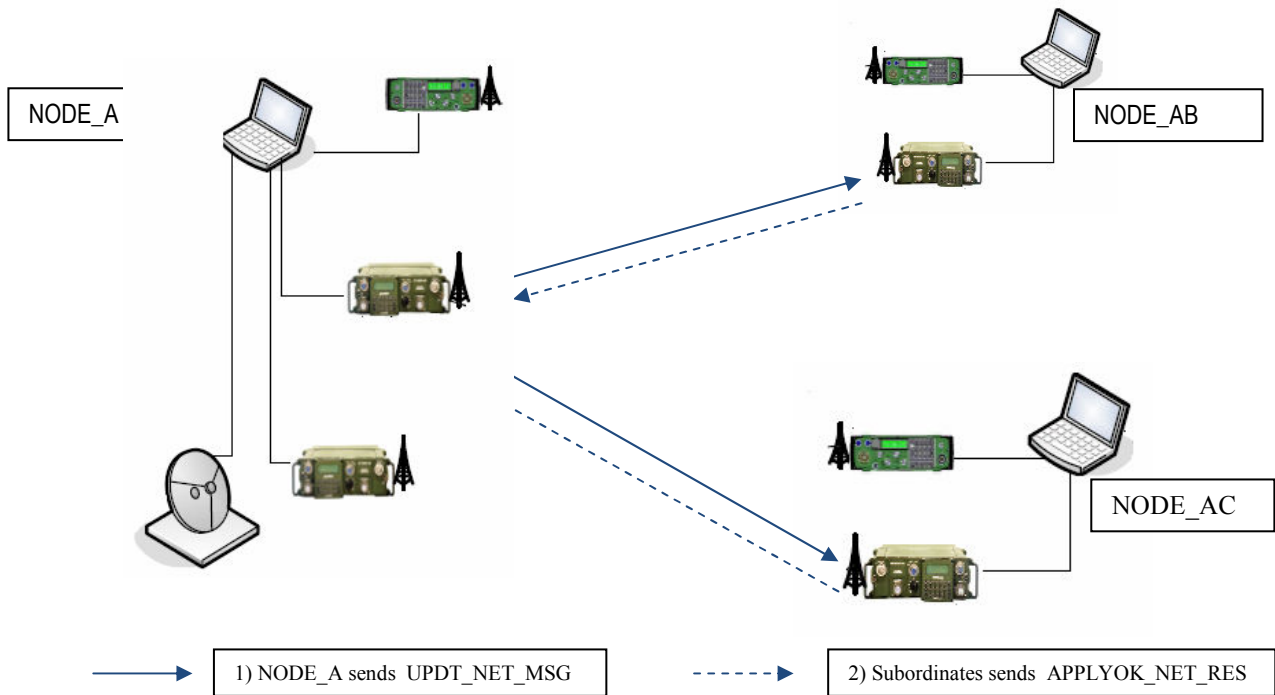 NODE_A
NODE_AB
NODE_AC
1) NODE_A sends UPDT_NET_MSG
2) Subordinates sends APPLYOK_NET_RES